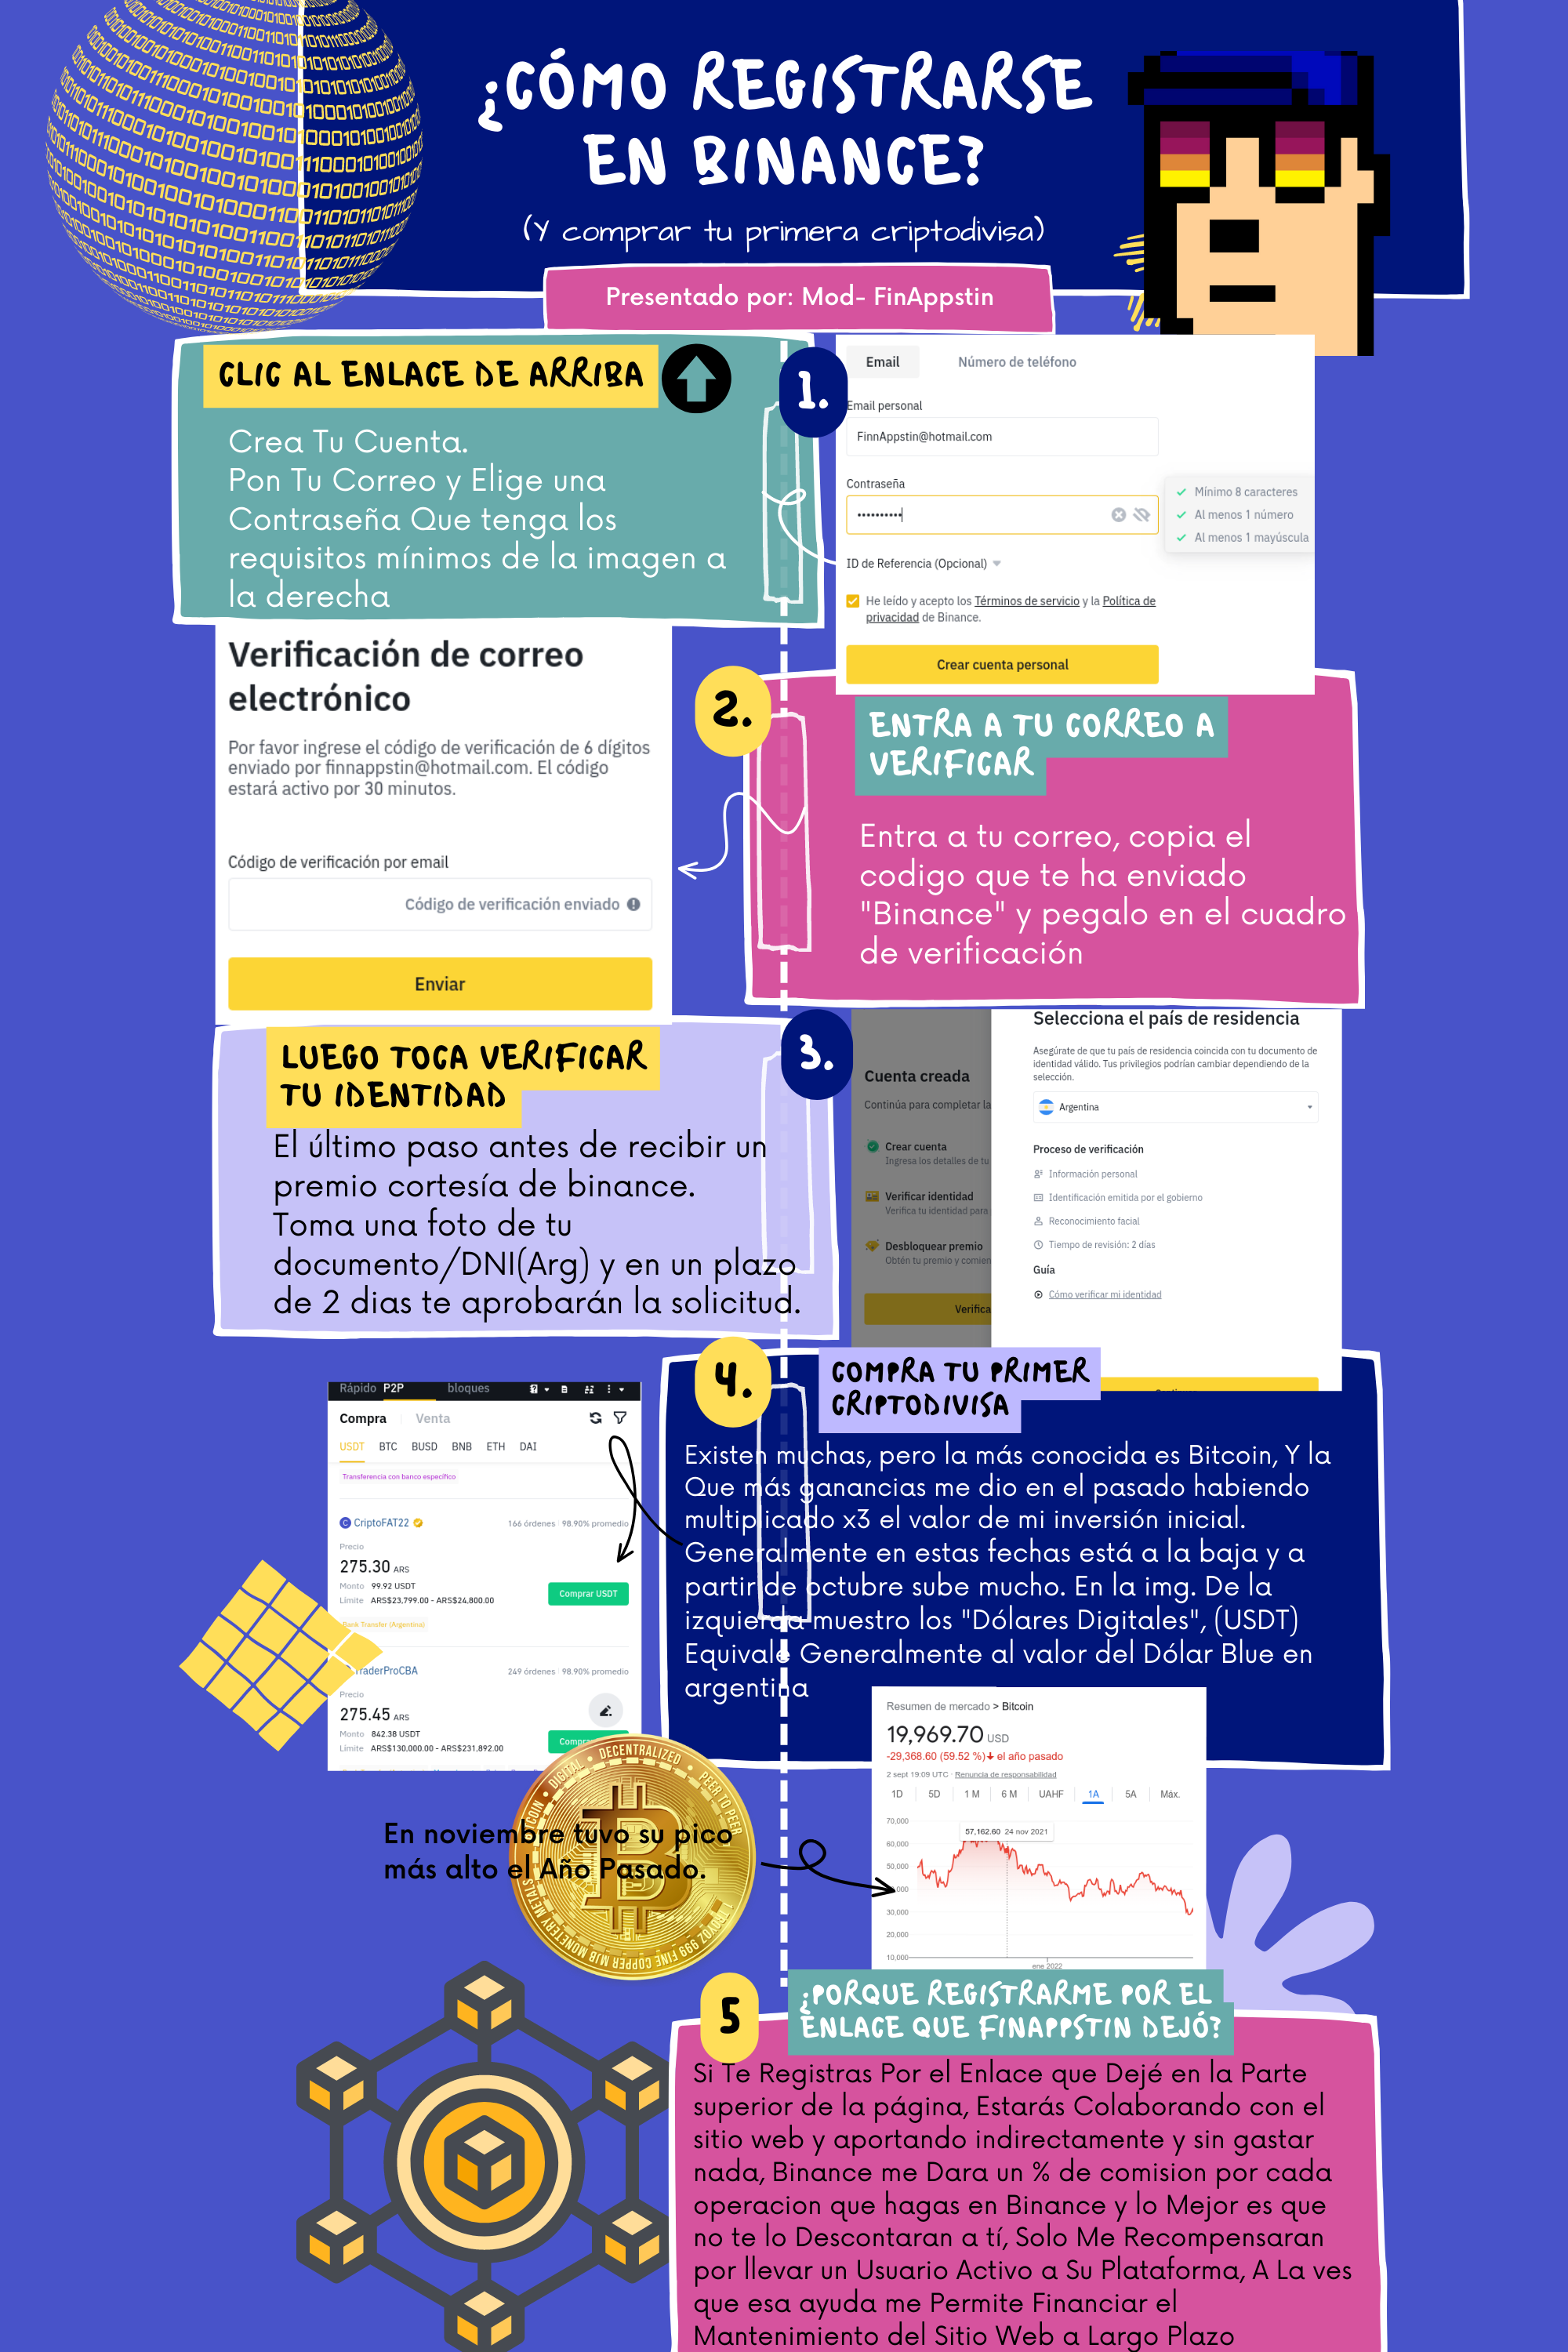 ¿CÓMO REGISTRARSE
EN BINANCE?
(Y comprar tu primera criptodivisa)
Presentado por: Mod- FinAppstin
CLIC AL ENLACE DE ARRIBA
Crea Tu Cuenta.
Pon Tu Correo y Elige una
Contraseña Que tenga los
requisitos mínimos de la imagen a
la derecha
1.
Email
Número de teléfono
Email personal
FinnAppstin@hotmail.com
Contraseña
Mínimo 8 caracteres
Al menos 1 número
Al menos 1 mayúscula
ID de Referencia (Opcional)
He leído y acepto los Términos de servicio y la Política de
privacidad de Binance.
Crear cuenta personal
Verificación de correo
electrónico
Por favor ingrese el código de verificación de 6 dígitos
enviado por finnappstin@hotmail.com. El código
estará activo por 30 minutos.
Código de verificación por email
Código de verificación enviado
Enviar
2.
ENTRA A TU CORREO A
VERIFICAR
Entra a tu correo, copia el
codigo que te ha enviado
"Binance" y pegalo en el cuadro
de verificación
LUEGO TOCA VERIFICAR
TU IDENTIDAD
El último paso antes de recibir un
premio cortesía de binance.
Toma una foto de tu
documento/DNI(Arg) y en un plazo
de 2 dias te aprobarán la solicitud.
3.
Cuenta creada
Continúa para completar la
Crear cuenta
Ingresa los detalles de tu
Verificar identidad
Verifica tu identidad para
Desbloquear premio
Obtén tu premio y comien
Verifica
Selecciona el país de residencia
Asegúrate de que tu país de residencia coincida con tu documento de
identidad válido. Tus privilegios podrían cambiar dependiendo de la
selección.
Argentina
Proceso de verificación
Información personal
Identificación emitida por el gobierno
Reconocimiento facial
Tiempo de revisión: 2 días
Guía
Cómo verificar mi identidad
4.
COMPRA TU PRIMER
CRIPTODIVISA
Existen muchas, pero la más conocida es Bitcoin, Y la
Que más ganancias me dio en el pasado habiendo
multiplicado x3 el valor de mi inversión inicial.
Generalmente en estas fechas está a la baja y a
partir de octubre sube mucho. En la img. De la
izquierda muestro los "Dólares Digitales", (USDT)
Equivale Generalmente al valor del Dólar Blue en
argentina
Rápido P2P bloques
Compra Venta
USDT BTC BUSD BNB ETH DAI
Transferencia con banco específico
C CriptoFAT22 166 órdenes 98.90% promedio
Precio
275.30 ARS
Monto 99.92 USDT
Límite ARS$23,799.00 - ARS$24,800.00
Comprar USDT
Bank Transfer (Argentina)
TraderProCBA 249 órdenes 98.90% promedio
Precio
275.45 ARS
Monto 842.38 USDT
Límite ARS$130,000.00 - ARS$231,892.00
Compra
Resumen de mercado > Bitcoin
19,969.70 USD
-29,368.60 (59.52 %) el año pasado
2 sept 19:09 UTC · Renuncia de responsabilidad
1D 5D 1 M 6 M UAHF 1A 5A Máx.
57,162.60 24 nov 2021
70,000
60,000
50,000
000
30,000
20,000
10,000
ene 2022
En noviembre tuvo su pico
más alto el Año Pasado.
DIGITAL • DECENTRALIZED • PEER TO PEER
5
¿PORQUE REGISTRARME POR EL
ENLACE QUE FINAPPSTIN DEJÓ?
Si Te Registras Por el Enlace que Dejé en la Parte
superior de la página, Estarás Colaborando con el
sitio web y aportando indirectamente y sin gastar
nada, Binance me Dara un % de comision por cada
operacion que hagas en Binance y lo Mejor es que
no te lo Descontaran a tí, Solo Me Recompensaran
por llevar un Usuario Activo a Su Plataforma, A La ves
que esa ayuda me Permite Financiar el
Mantenimiento del Sitio Web a Largo Plazo